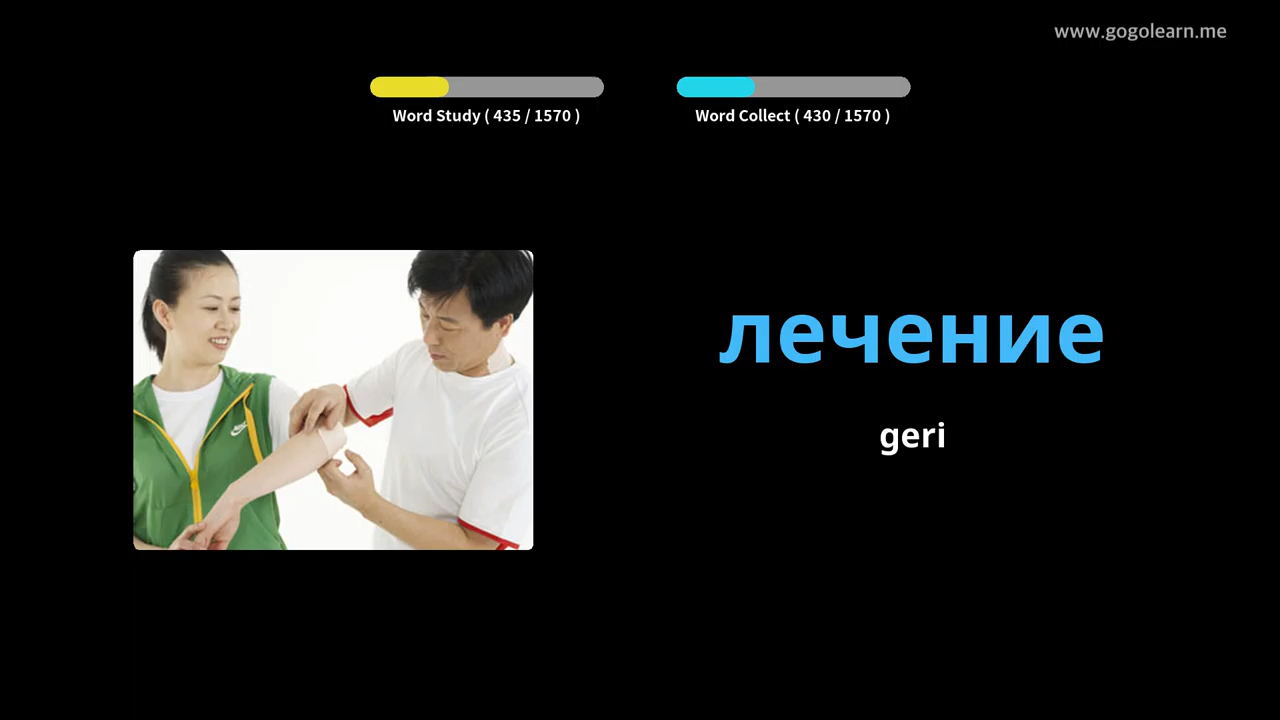 www.gogolearn.me
Word Study ( 435 / 1570 )
Word Collect ( 430 / 1570 )
лечение
geri